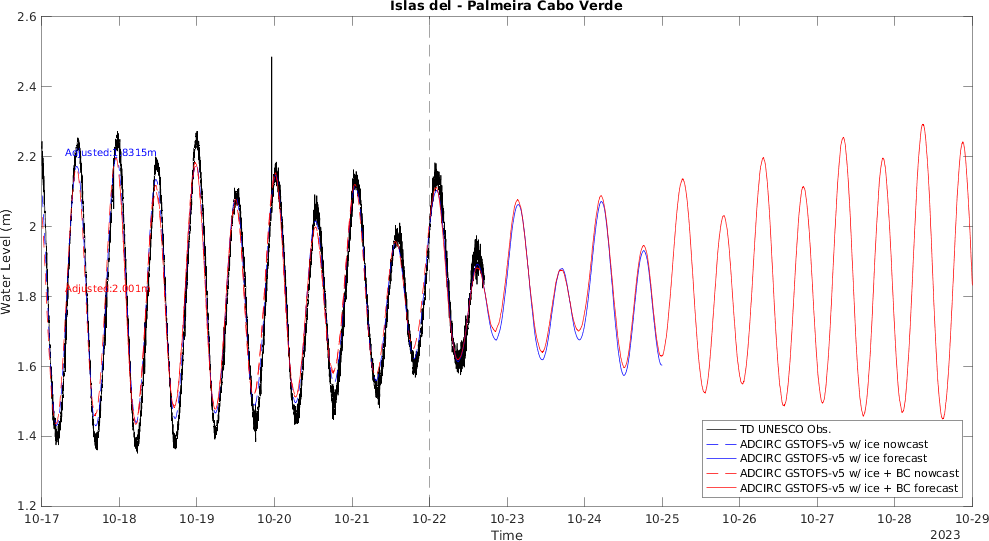 Islas del - Palmeira Cabo Verde
2.6
2.4
2.2
2
1.8
1.6
1.4
1.2
Water Level (m)
Adjusted:1.8315m
Adjusted:2.001m
TD UNESCO Obs.
ADCIRC GSTOFS-v5 w/ ice nowcast
ADCIRC GSTOFS-v5 w/ ice forecast
ADCIRC GSTOFS-v5 w/ ice + BC nowcast
ADCIRC GSTOFS-v5 w/ ice + BC forecast
10-17 10-18 10-19 10-20 10-21 10-22 10-23 10-24 10-25 10-26 10-27 10-28 10-29
Time
2023